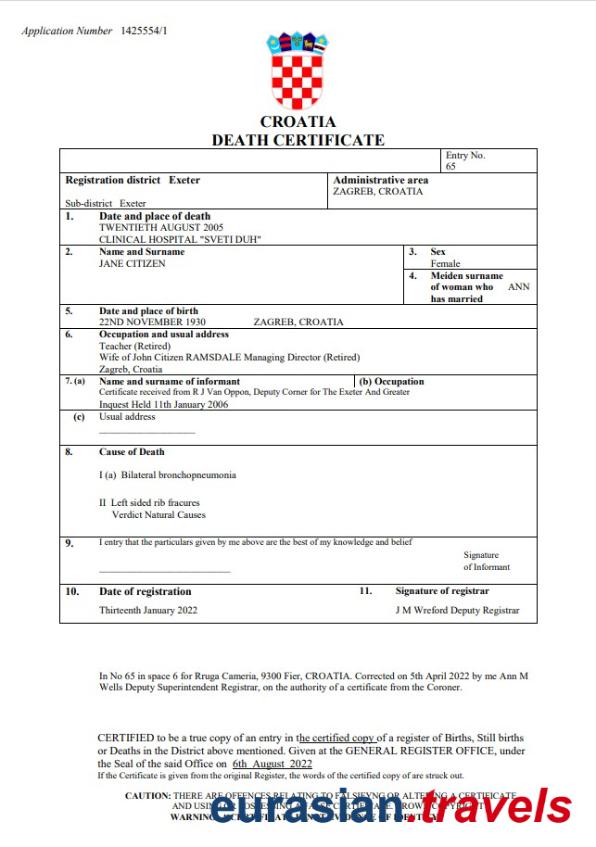 Application Number 1425554/1
CROATIA
DEATH CERTIFICATE
Entry No.
65
Registration district Exeter
Administrative area
ZAGREB, CROATIA
Sub-district Exeter
1. Date and place of death
TWENTIETH AUGUST 2005
CLINICAL HOSPITAL "SVETI DUH"
2. Name and Surname
JANE CITIZEN
3. Sex
Female
4. Meiden surname
of woman who ANN
has married
5. Date and place of birth
22ND NOVEMBER 1930 ZAGREB, CROATIA
6. Occupation and usual address
Teacher (Retired)
Wife of John Citizen RAMSDALE Managing Director (Retired)
Zagreb, Croatia
7. (a) Name and surname of informant (b) Occupation
Certificate received from R J Van Oppon, Deputy Corner for The Exeter And Greater
Inquest Held 11th January 2006
(c) Usual address
8. Cause of Death
I (a) Bilateral bronchopneumonia
II Left sided rib fracures
Verdict Natural Causes
9. I entry that the particulars given by me above are the best of my knowledge and belief
Signature
of Informant
10. Date of registration 11. Signature of registrar
Thirteenth January 2022 J M Wreford Deputy Registrar
In No 65 in space 6 for Rruga Cameria, 9300 Fier, CROATIA. Corrected on 5th April 2022 by me Ann M
Wells Deputy Superintendent Registrar, on the authority of a certificate from the Coroner.
CERTIFIED to be a true copy of an entry in the certified copy of a register of Births, Still births
or Deaths in the District above mentioned. Given at the GENERAL REGISTER OFFICE, under
the Seal of the said Office on 6th August 2022
If the Certificate is given from the original Register, the words of the certified copy of are struck out.
CAUTION: THERE ARE OFFENCES RELATING TO FALSIFYNG OR ALTERING A CERTIFICATE
AND USING OR POSSESSING A CERTIFICATE. CROWN COPYRIGHT
WARNING: CERTIFICATE IS NOT EVIDENCE OF IDENTITY
eurasian.travels